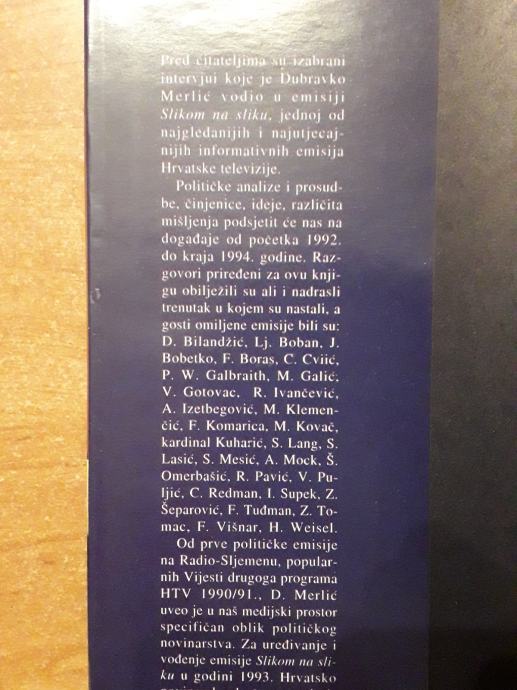 Pred čitateljima su izabrani
intervjui koje je Dubravko
Merlić vodio u emisiji
Slikom na sliku, jednoj od
najgledanijih i najutjecaj-
nijih informativnih emisija
Hrvatske televizije.
Političke analize i prosud-
be, činjenice, ideje, različita
mišljenja podsjetit će nas na
događaje od početka 1992.
do kraja 1994. godine. Raz-
govori priređeni za ovu knji-
gu obilježili su ali i nadrasli
trenutak u kojem su nastali, a
gosti omiljene emisije bili su:
D. Bilandžić, Lj. Boban, J.
Bobetko, F. Boras, C. Cviić,
P. W. Galbraith, M. Galić,
V. Gotovac, R. Ivančević,
A. Izetbegović, M. Klemen-
čić, F. Komarica, M. Kovač,
kardinal Kuharić, S. Lang, S.
Lasić, S. Mesić, A. Mock, Š.
Omerbašić, R. Pavić, V. Pu-
ljić, C. Redman, I. Supek, Z.
Šeparović, F. Tuđman, Z. To-
mac, F. Višnar, H. Weisel.
Od prve političke emisije
na Radio-Sljemenu, popular-
nih Vijesti drugoga programa
HTV 1990/91., D. Merlić
uveo je u naš medijski prostor
specifičan oblik političkog
novinarstva. Za uređivanje i
vođenje emisije Slikom na sli-
ku u godini 1993. Hrvatsko